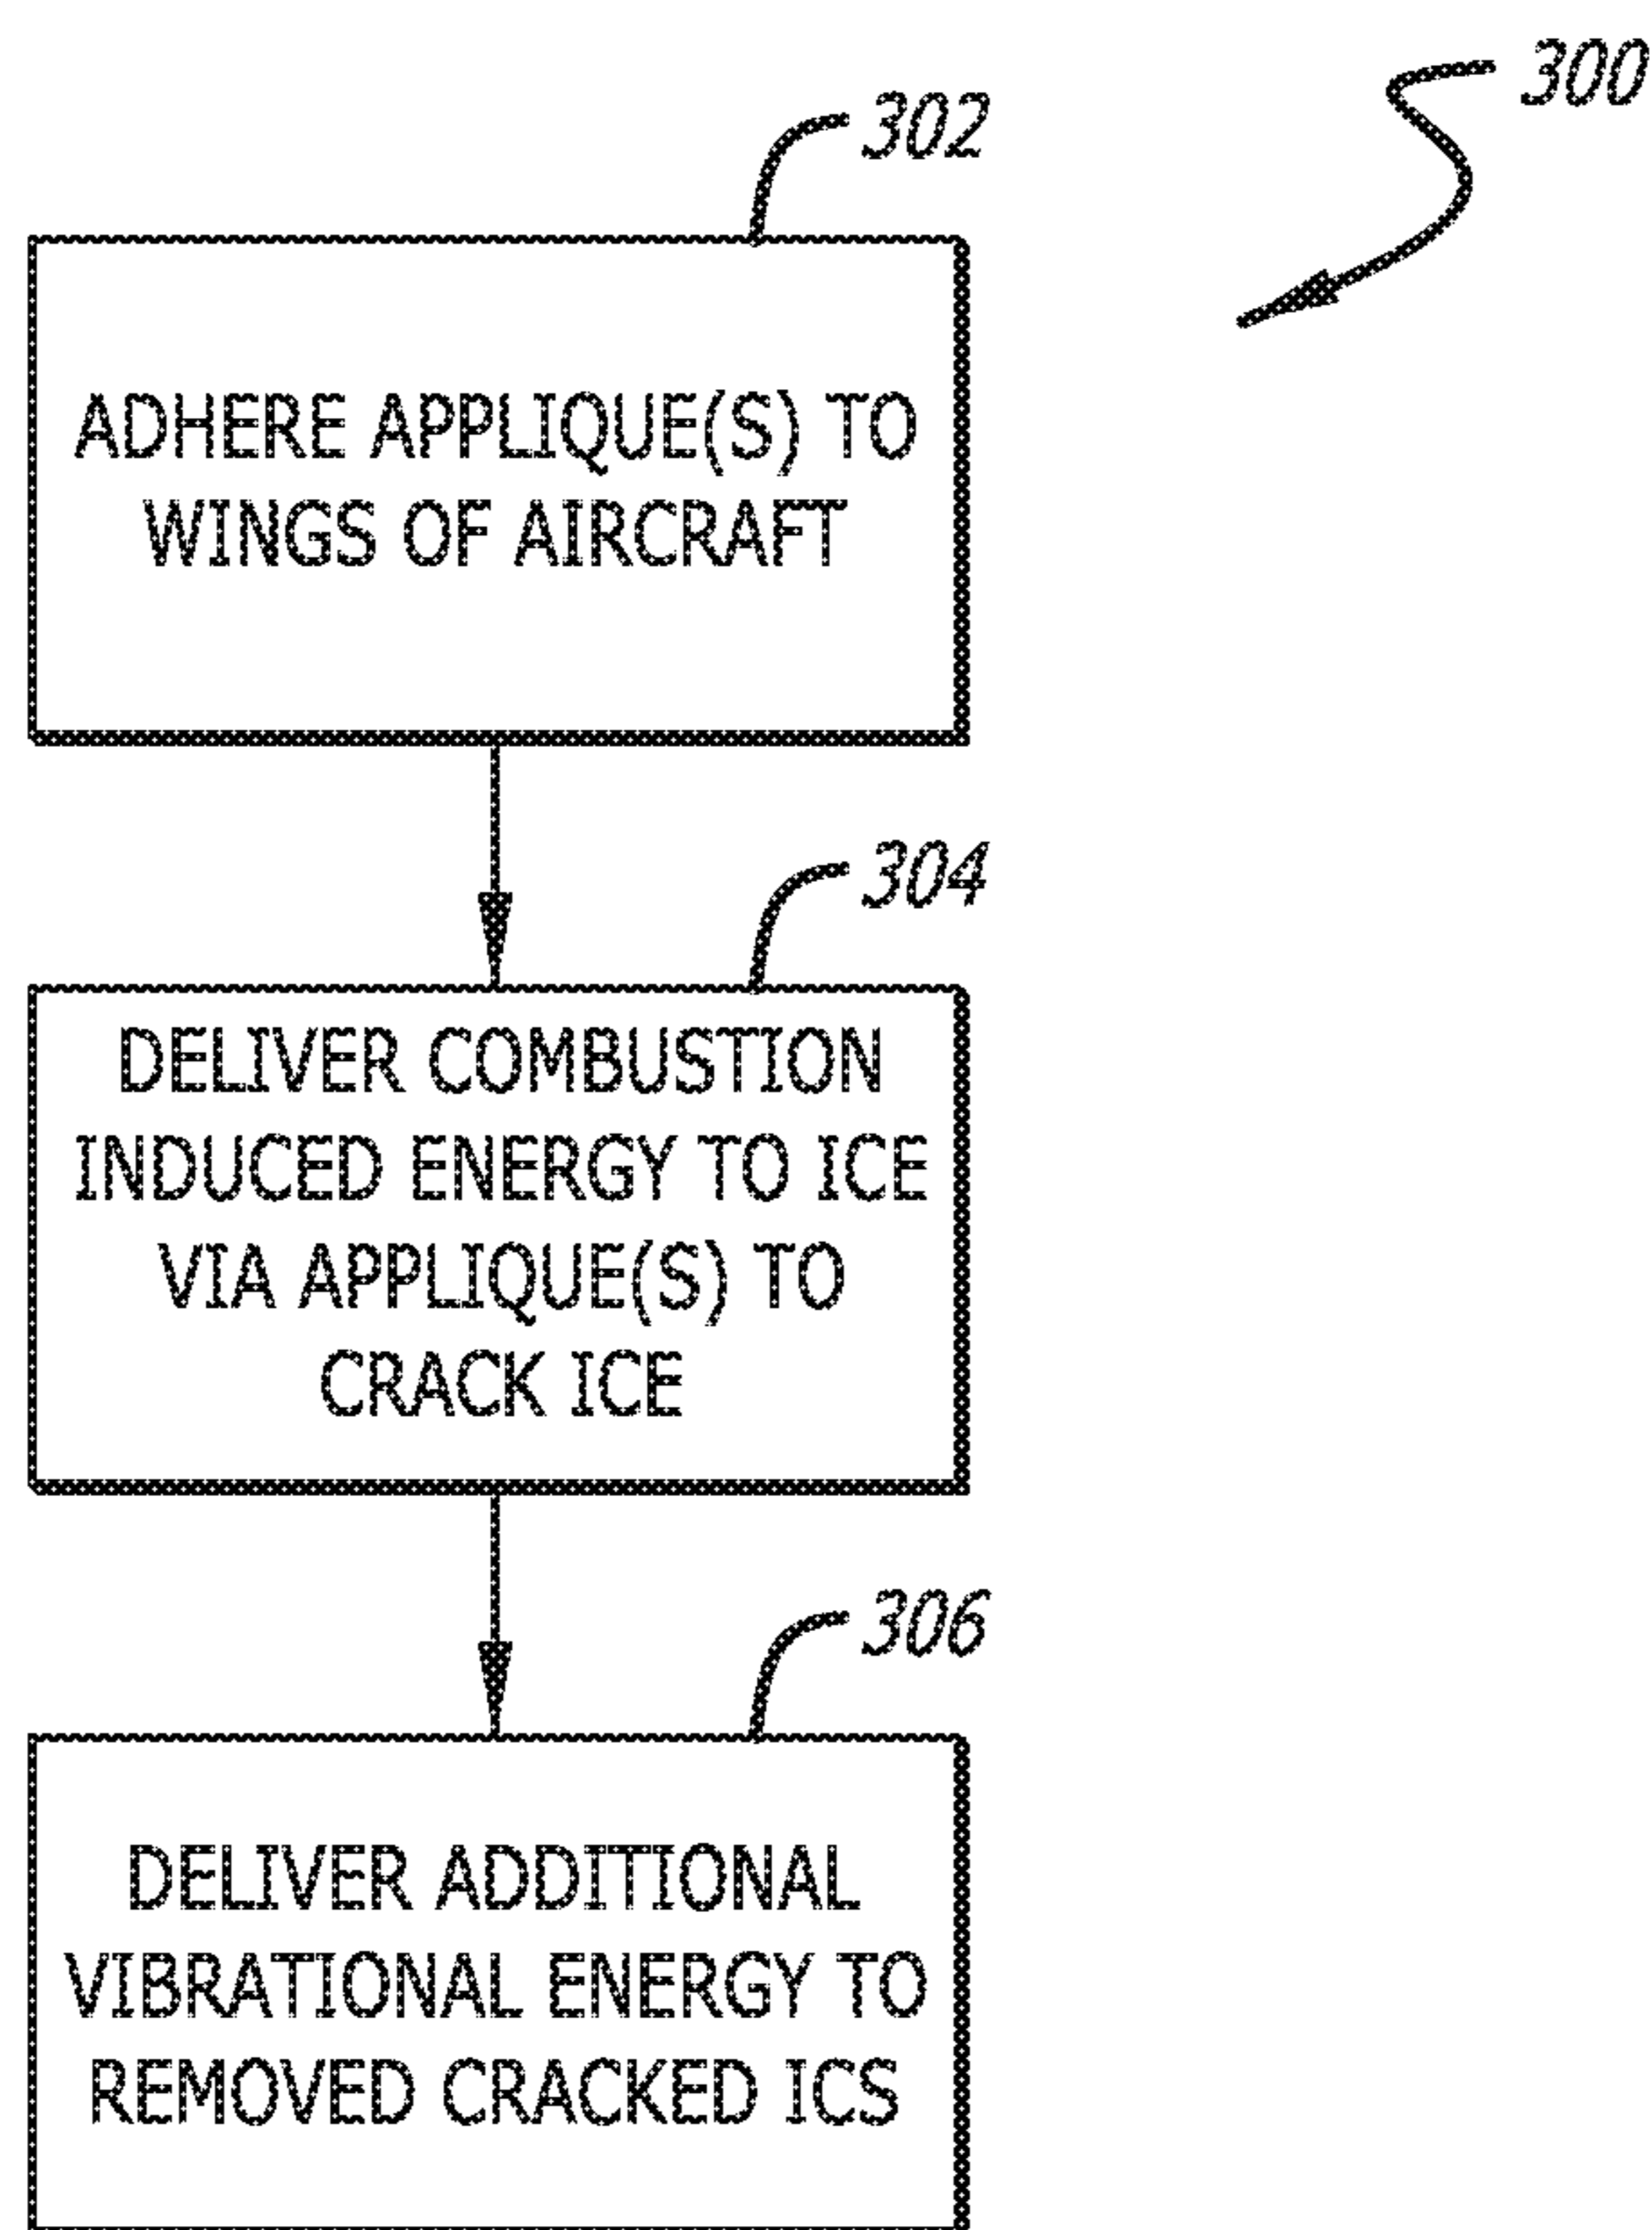 300
302
ADHERE APPLIQUE(S) TO
WINGS OF AIRCRAFT
304
DELIVER COMBUSTION
INDUCED ENERGY TO ICE
VIA APPLIQUE(S) TO
CRACK ICE
306
DELIVER ADDITIONAL
VIBRATIONAL ENERGY TO
REMOVED CRACKED ICS